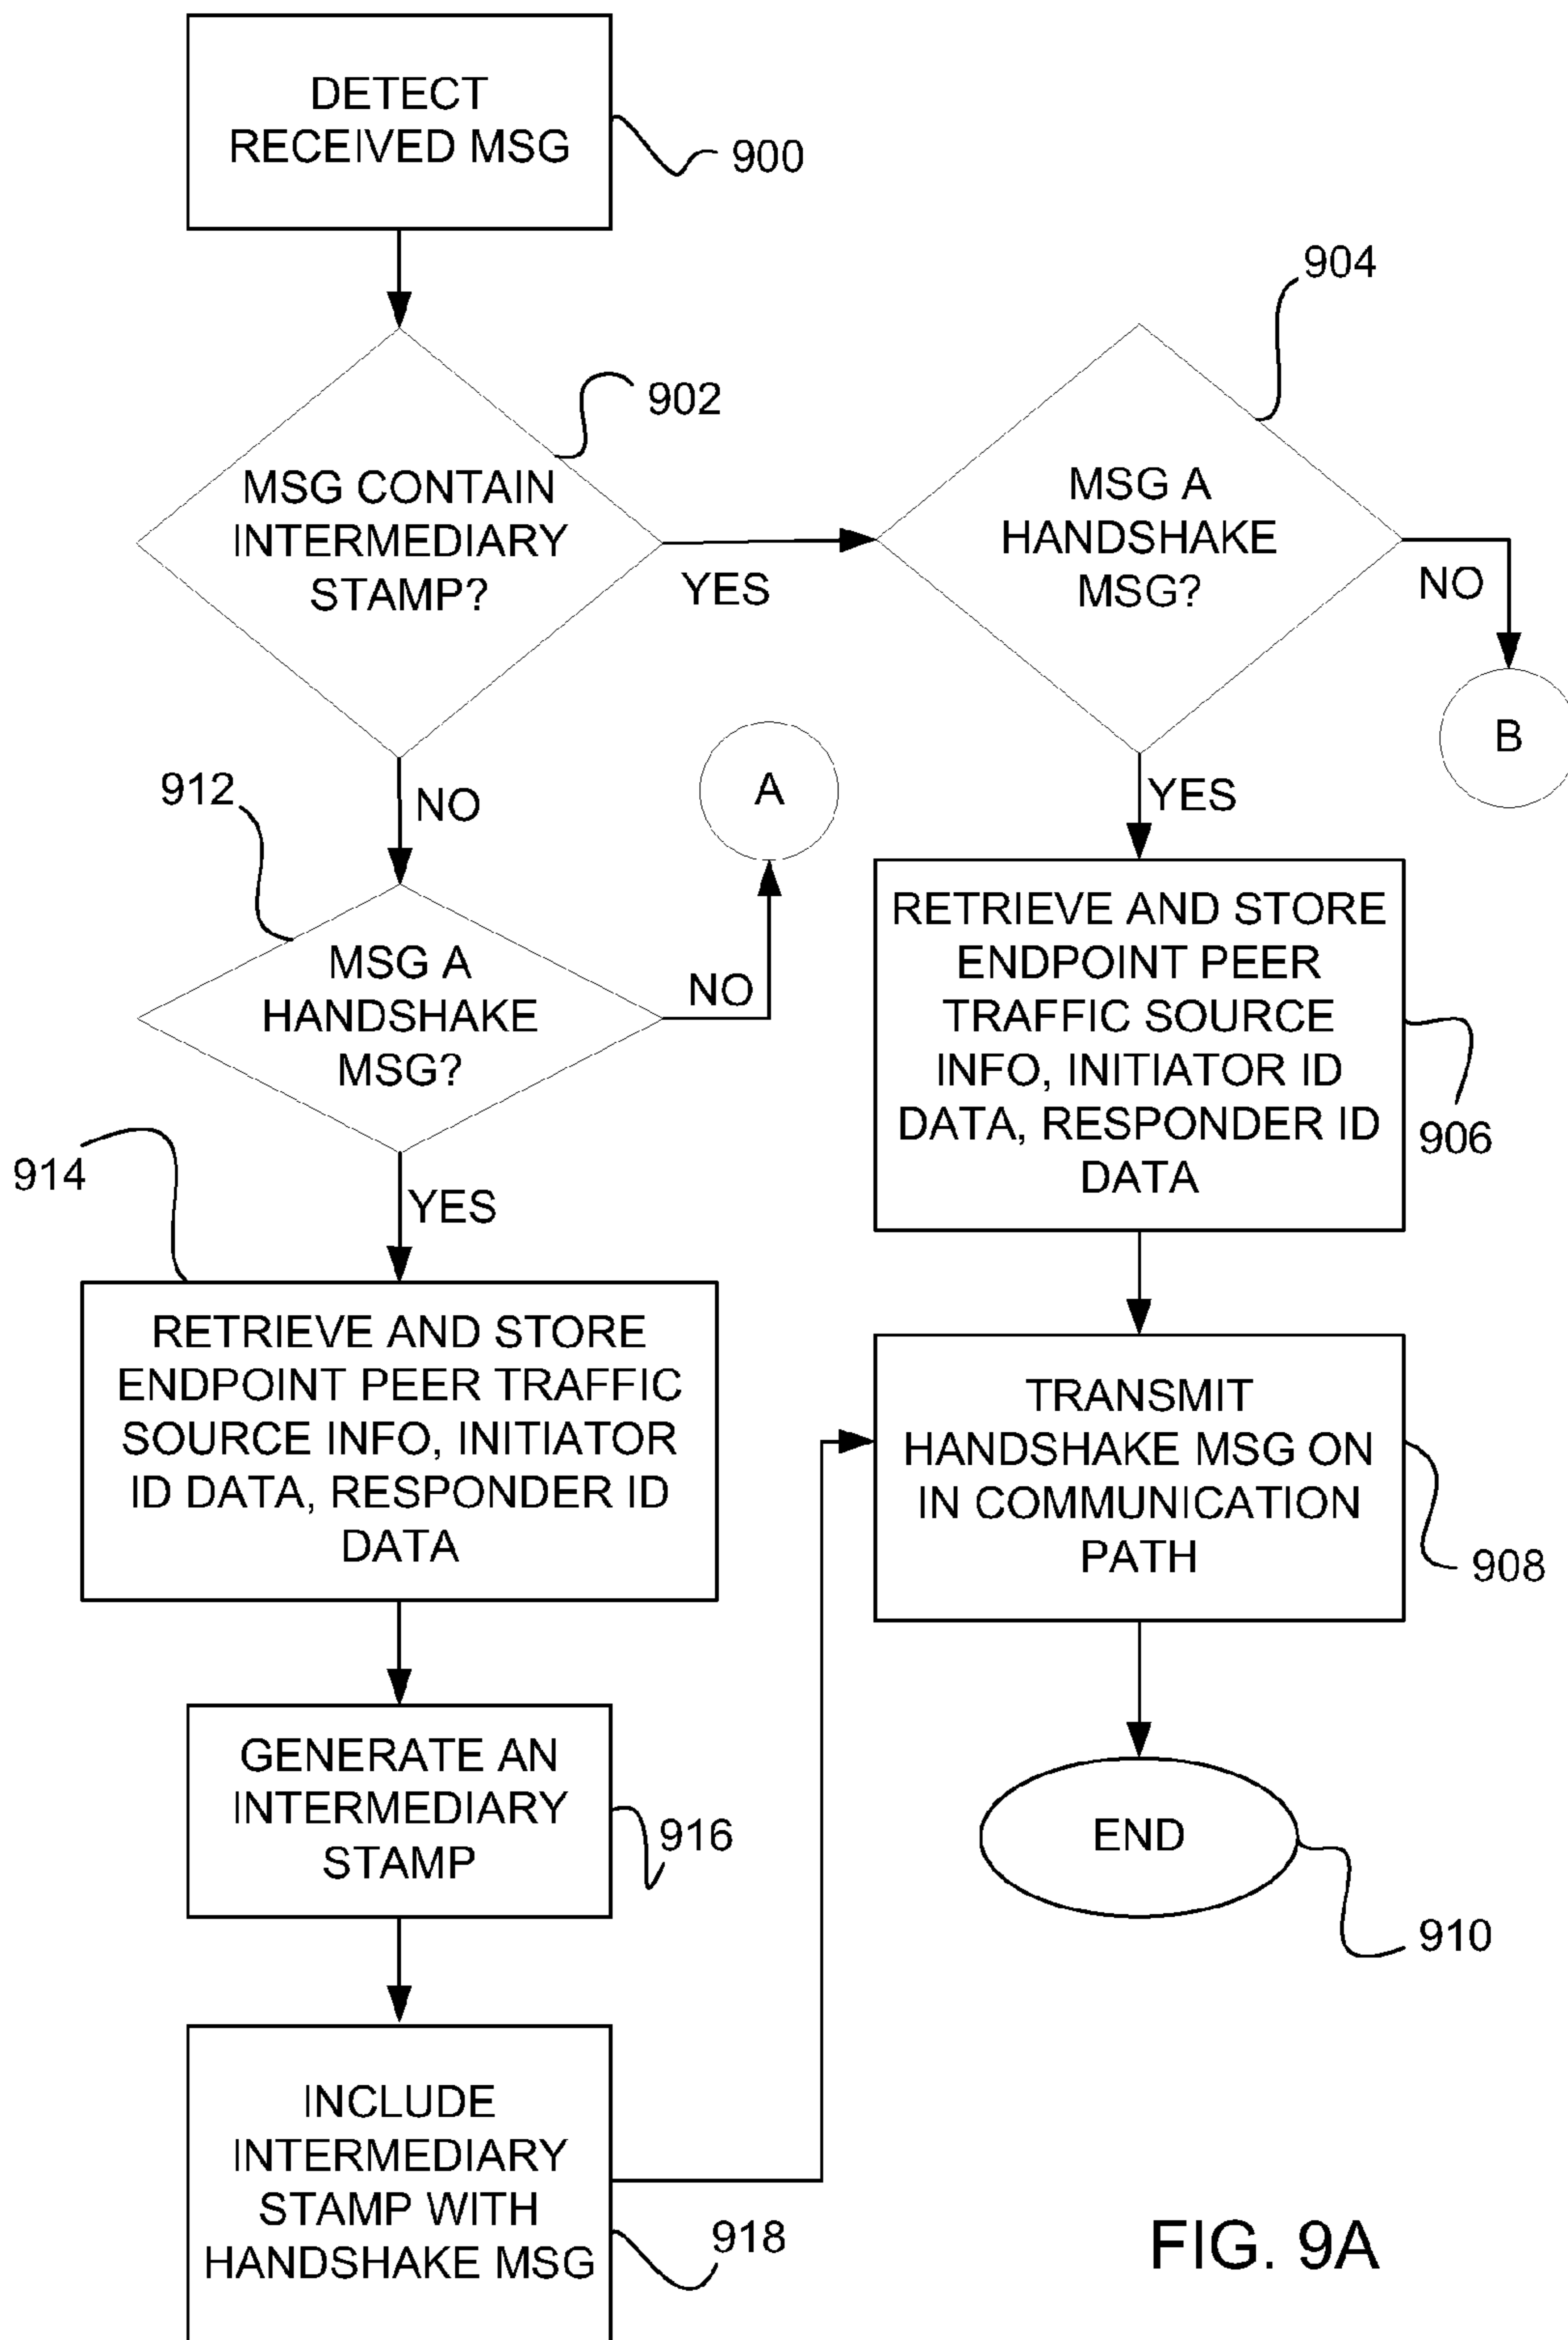 DETECT
RECEIVED MSG
900
904
902
MSG CONTAIN
INTERMEDIARY
STAMP?
YES
MSG A
HANDSHAKE
MSG?
NO
B
912
NO
A
YES
MSG A
HANDSHAKE
MSG?
NO
RETRIEVE AND STORE
ENDPOINT PEER
TRAFFIC SOURCE
INFO, INITIATOR ID
DATA, RESPONDER ID
DATA
906
914
YES
RETRIEVE AND STORE
ENDPOINT PEER TRAFFIC
SOURCE INFO, INITIATOR
ID DATA, RESPONDER ID
DATA
TRANSMIT
HANDSHAKE MSG ON
IN COMMUNICATION
PATH
908
GENERATE AN
INTERMEDIARY
STAMP
916
END
910
INCLUDE
INTERMEDIARY
STAMP WITH
HANDSHAKE MSG
918
FIG. 9A